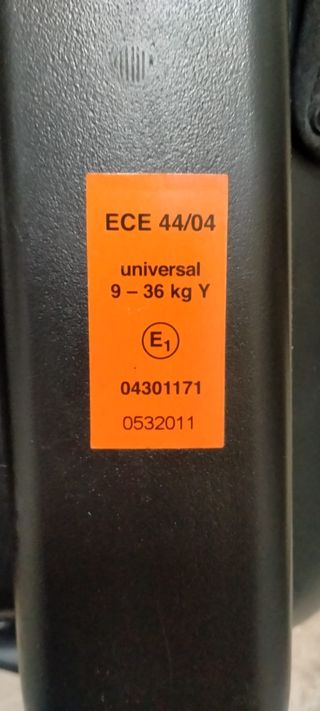 ECE 44/04
universal
9 – 36 kg Y
E1
04301171
0532011